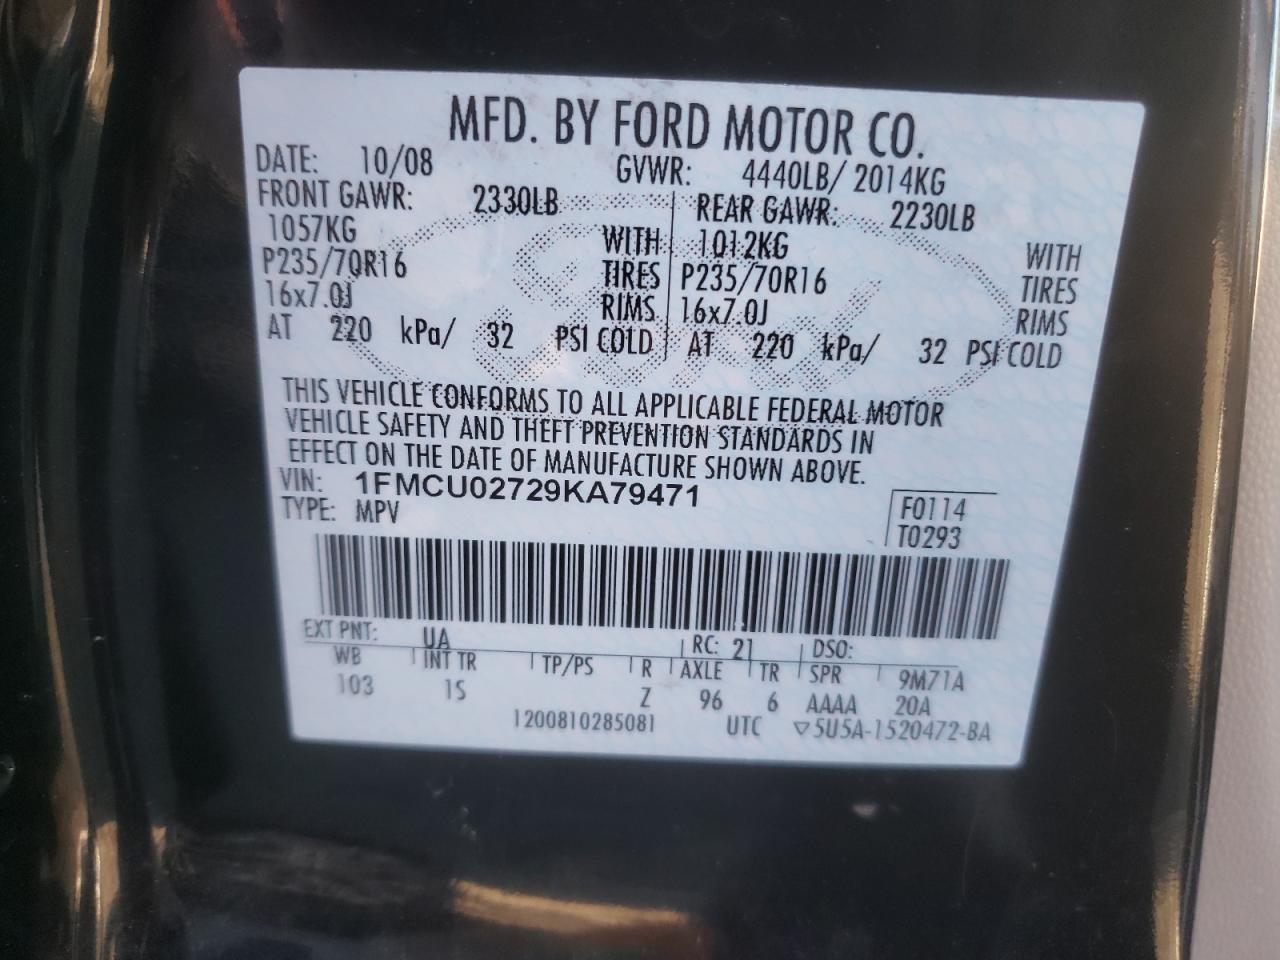 MFD. BY FORD MOTOR CO.
DATE: 10/08 GVWR: 4440LB/ 2014KG
FRONT GAWR: 2330LB REAR GAWR: 2230LB
1057KG WITH 1012KG WITH
P235/70R16 TIRES P235/70R16 TIRES
16x7.0J RIMS 16x7.0J RIMS
AT 220 kPa/ 32 PSI COLD AT 220 kPa/ 32 PSI COLD
THIS VEHICLE CONFORMS TO ALL APPLICABLE FEDERAL MOTOR
VEHICLE SAFETY AND THEFT PREVENTION STANDARDS IN
EFFECT ON THE DATE OF MANUFACTURE SHOWN ABOVE.
VIN: 1FMCU02729KA79471
TYPE: MPV
F0114
T0293
EXT PNT: UA RC: 21 DSO:
WB INT TR TP/PS R AXLE TR SPR 9M71A
103 1S Z 96 6 AAAA 20A
1200810285081 UTC ▽5U5A-1520472-BA